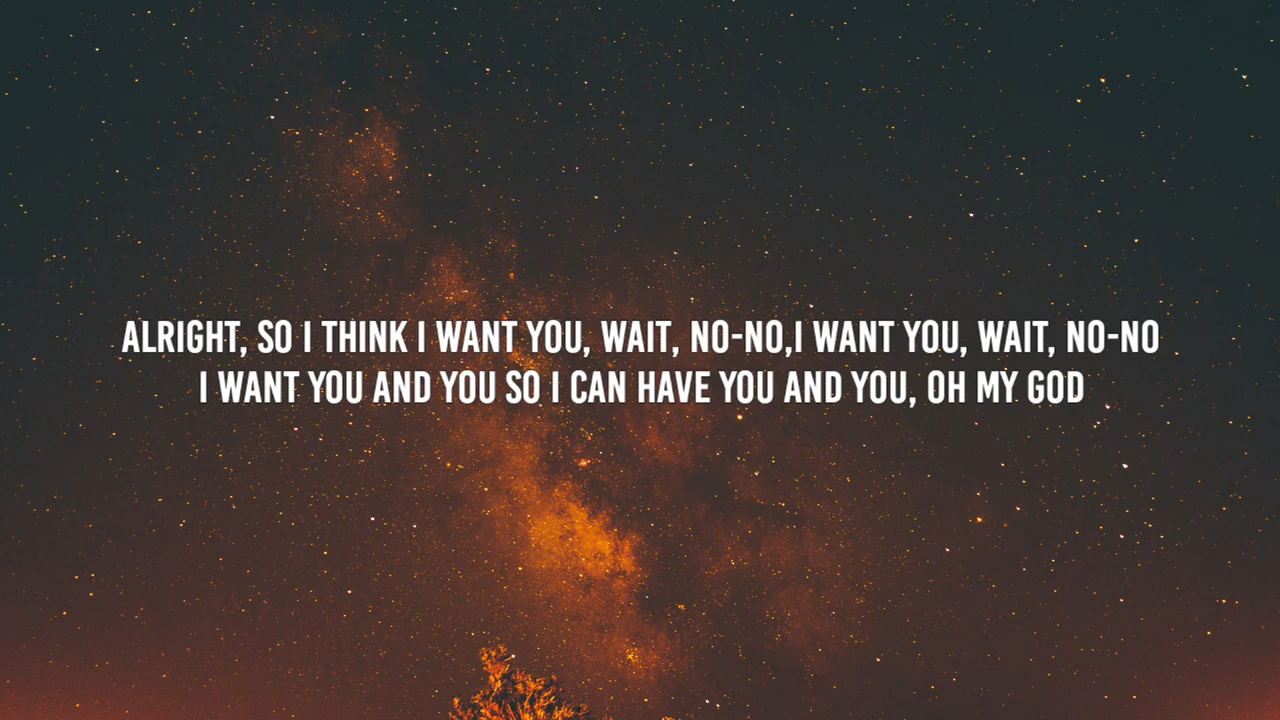 ALRIGHT, SO I THINK I WANT YOU, WAIT, NO-NO,I WANT YOU, WAIT, NO-NO
I WANT YOU AND YOU SO I CAN HAVE YOU AND YOU, OH MY GOD